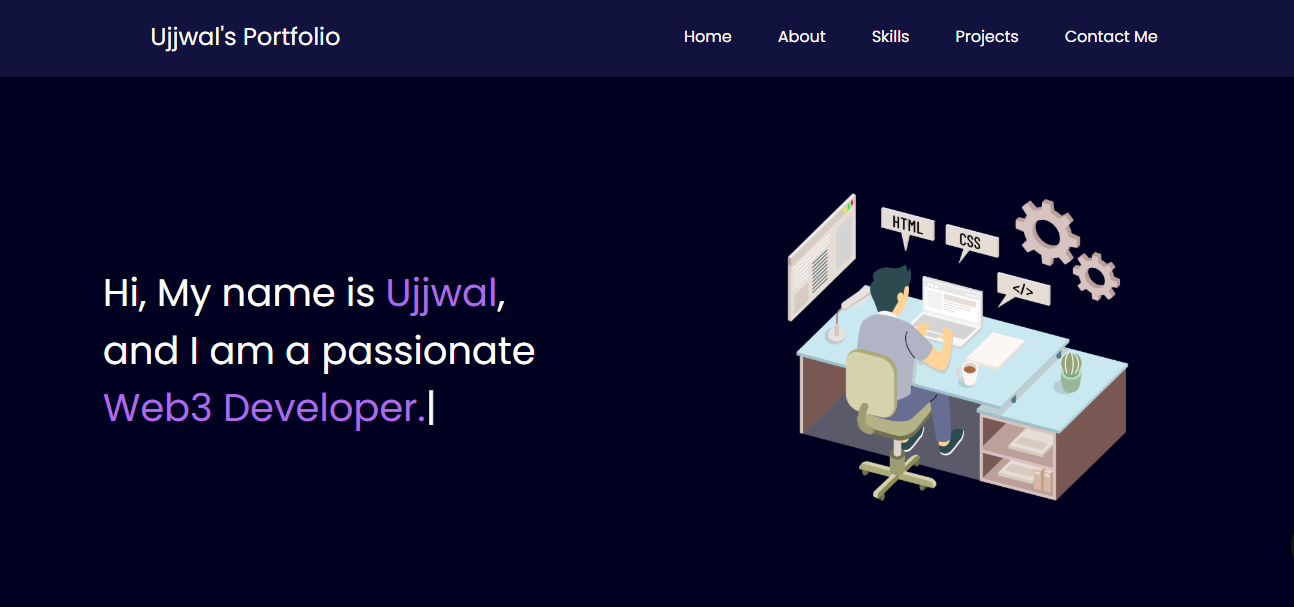 Ujjwal's Portfolio
Home About Skills Projects Contact Me
HTML
CSS
</>
Hi, My name is Ujjwal,
and I am a passionate
Web3 Developer.|